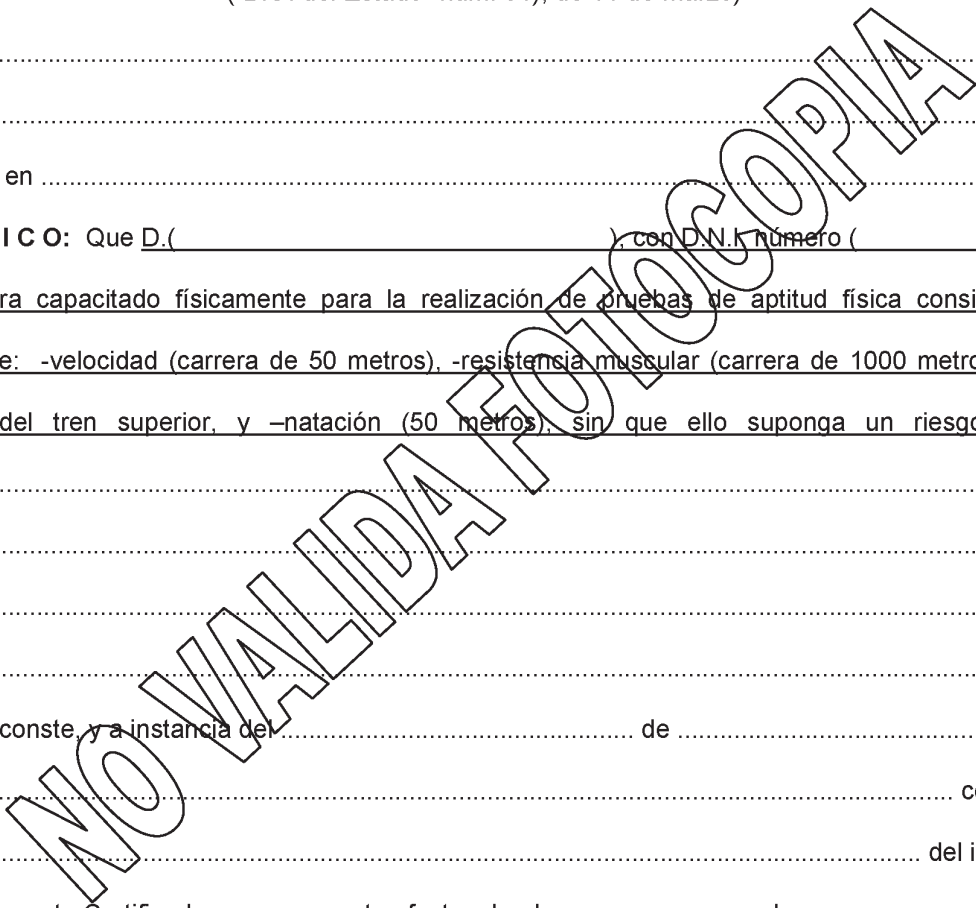 en ........................................................................................
I C O: Que D.( ), con D.N.I. número (
ra capacitado físicamente para la realización de pruebas de aptitud física consi
e: -velocidad (carrera de 50 metros), -resistencia muscular (carrera de 1000 metro
del tren superior, y –natación (50 metros), sin que ello suponga un riesgo
conste, y a instancia del .................................................. de ..........................................
del i
NO VALIDA FOTOCOPIA